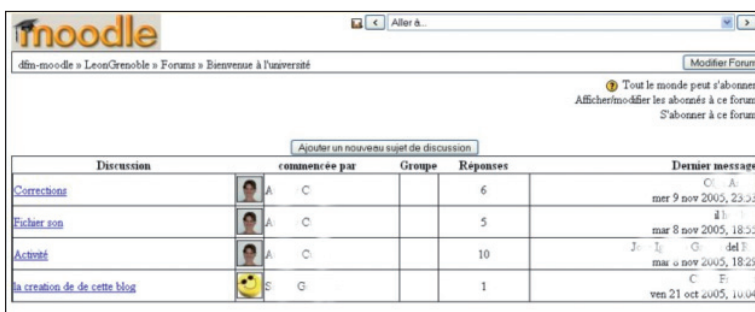 moodle
< Aller à... >
dfm-moodle » LeonGrenoble » Forums » Bienvenue à l'université
Modifier Forum
Tout le monde peut s'abonner
Afficher/modifier les abonnés à ce forum
S'abonner à ce forum
Ajouter un nouveau sujet de discussion
Discussion commencée par Groupe Réponses Dernier message
Corrections A C 6
mer 9 nov 2005,
Fichier son A C 5
mar 8 nov 2005,
Activité A C 10
nov 2005, 18:29
la creation de de cette blog S G 1
ven 21 oct 2005, 10:04